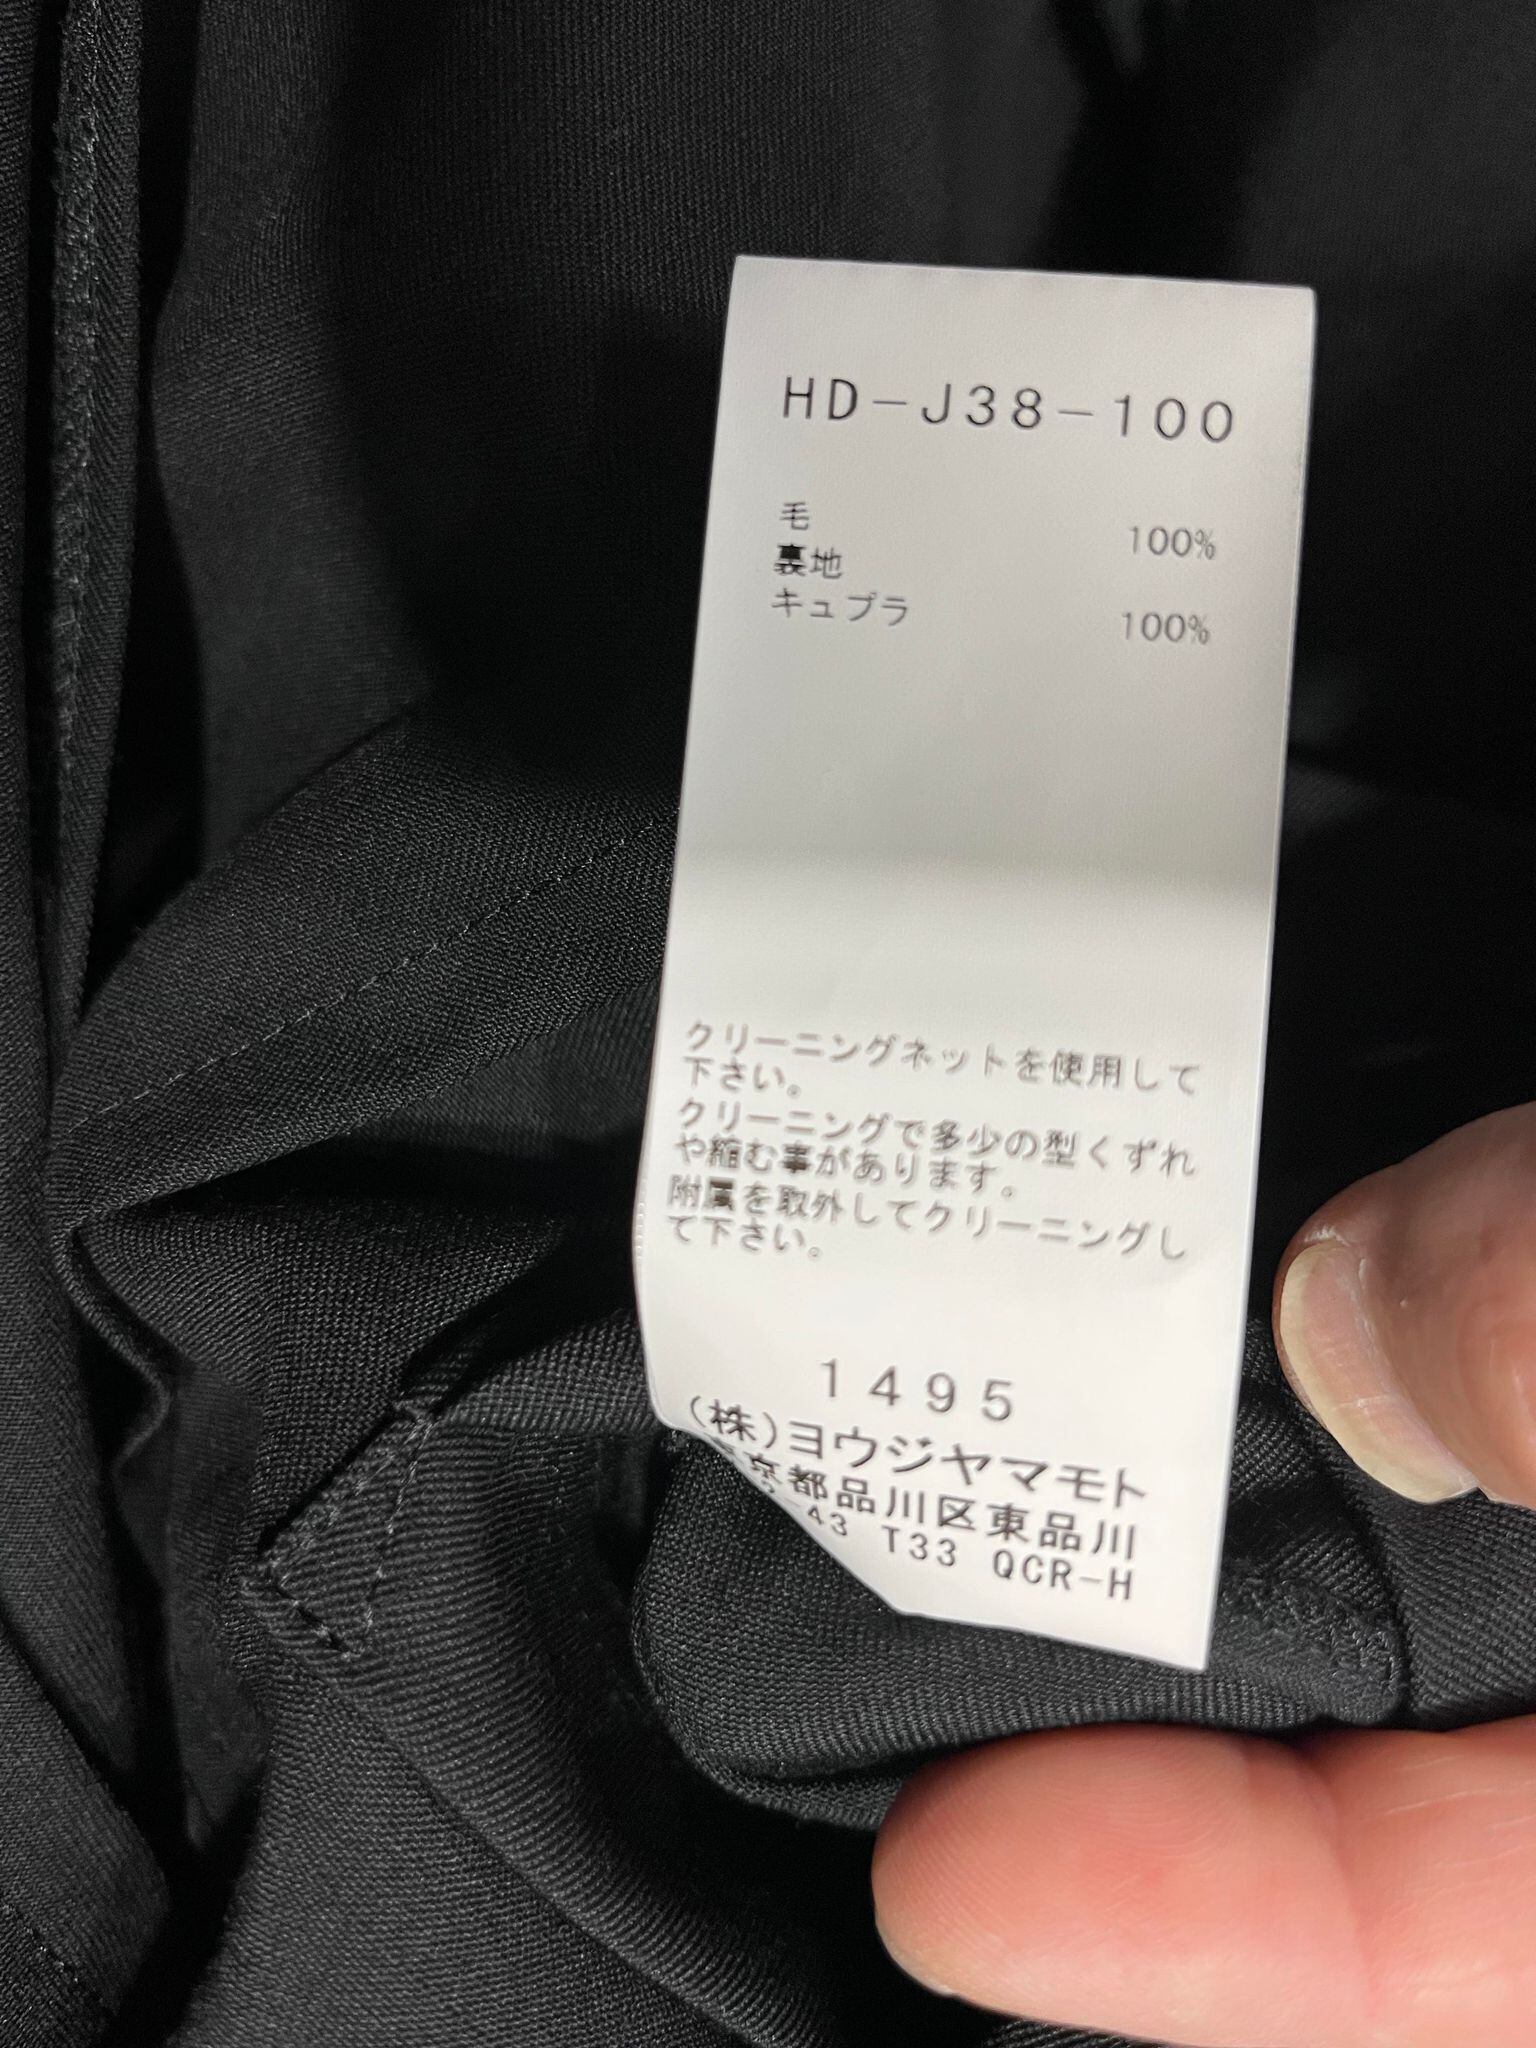 HD-J38-100
毛 100%
裏地
キュプラ 100%
クリーニングネットを使用して
下さい。
クリーニングで多少の型くずれ
や縮む事があります。
附属を取外してクリーニングし
て下さい。
1495
(株)ヨウジヤマモト
京都品川区東品川
43 T33 QCR-H